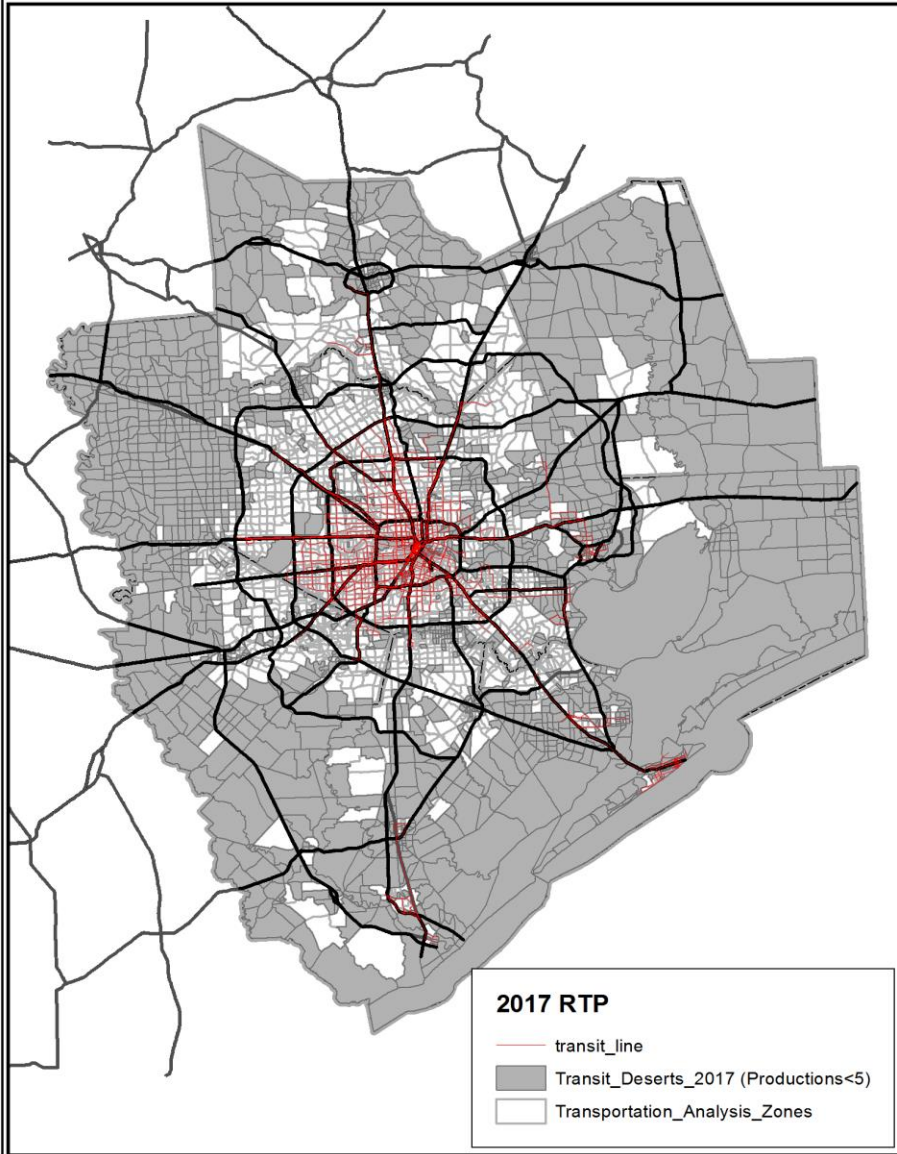 2017 RTP
transit_line
Transit_Deserts_2017 (Productions<5)
Transportation_Analysis_Zones